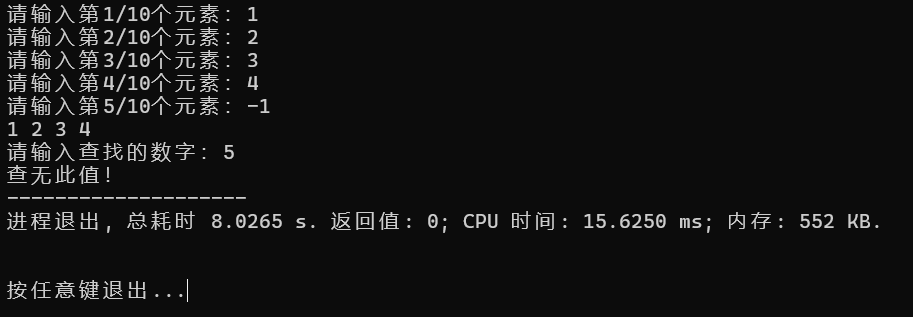 请输入第1/10个元素: 1
请输入第2/10个元素: 2
请输入第3/10个元素: 3
请输入第4/10个元素: 4
请输入第5/10个元素: -1
1 2 3 4
请输入查找的数字: 5
查无此值!
--------------------
进程退出, 总耗时 8.0265 s. 返回值: 0; CPU 时间: 15.6250 ms; 内存: 552 KB.
按任意键退出...